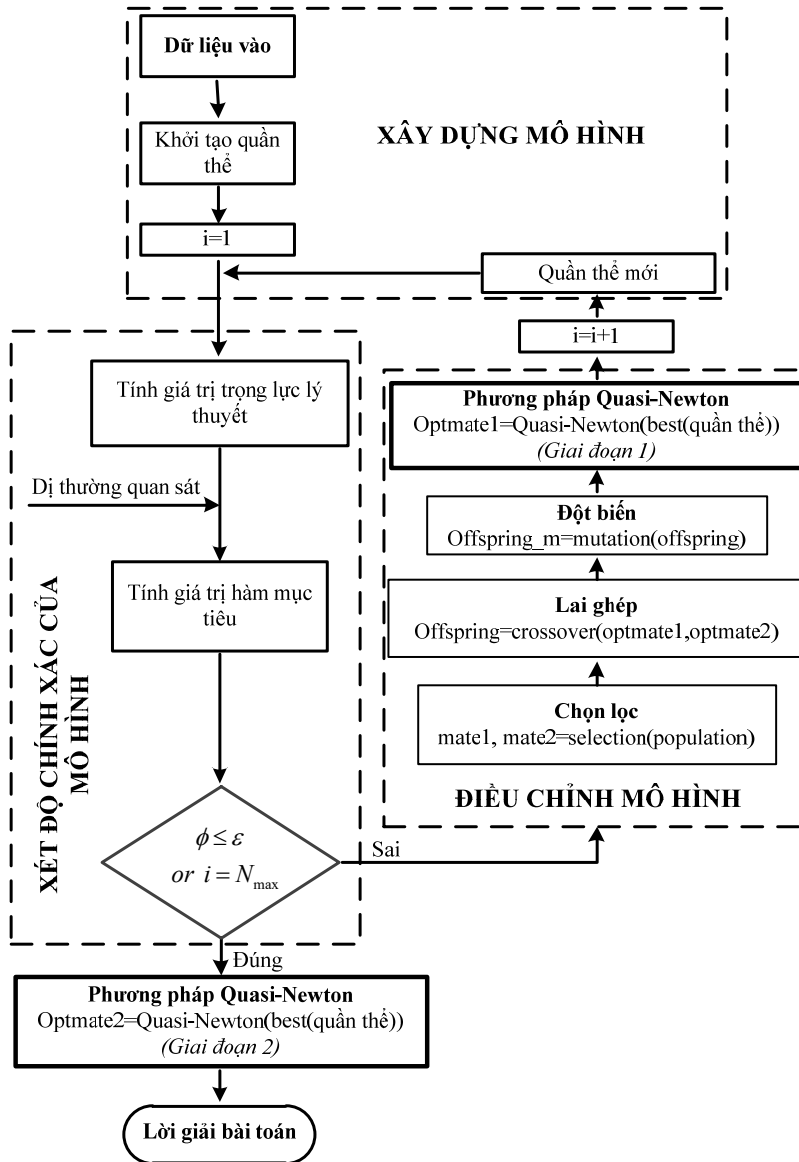 Dữ liệu vào
Khởi tạo quần
thể
i=1
XÂY DỰNG MÔ HÌNH
Quần thể mới
i=i+1
Tính giá trị trọng lực lý
thuyết
Dị thường quan sát
Tính giá trị hàm mục
tiêu
XÉT ĐỘ CHÍNH XÁC CỦA
MÔ HÌNH
ϕ ≤ ε
or i = N_max
Sai
Đúng
Phương pháp Quasi-Newton
Optmate1=Quasi-Newton(best(quần thể))
(Giai đoạn 1)
Đột biến
Offspring_m=mutation(offspring)
Lai ghép
Offspring=crossover(optmate1,optmate2)
Chọn lọc
mate1, mate2=selection(population)
ĐIỀU CHỈNH MÔ HÌNH
Phương pháp Quasi-Newton
Optmate2=Quasi-Newton(best(quần thể))
(Giai đoạn 2)
Lời giải bài toán